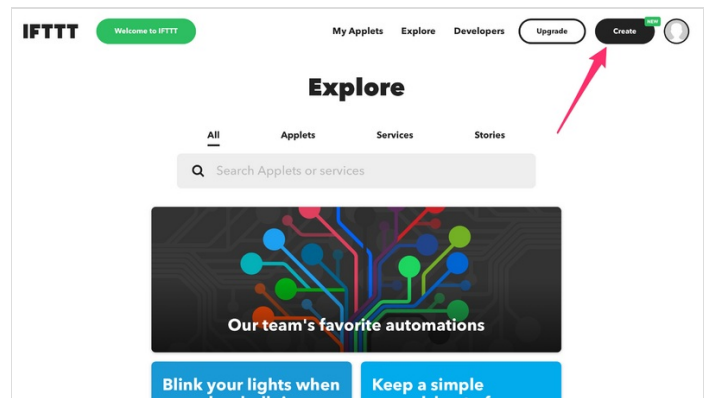 IFTTT Welcome to IFTTT My Applets Explore Developers Upgrade Create NEW
Explore
All Applets Services Stories
Search Applets or services
Our team's favorite automations
Blink your lights when Keep a simple